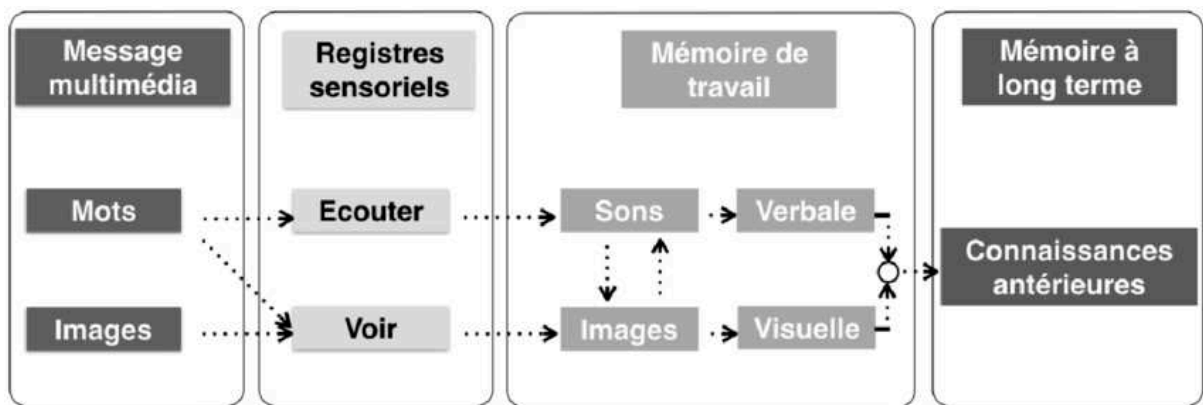 Message
multimédia
Registres
sensoriels
Mémoire de
travail
Mémoire à
long terme
Mots
Ecouter
Sons
Verbale
Connaissances
antérieures
Images
Voir
Images
Visuelle